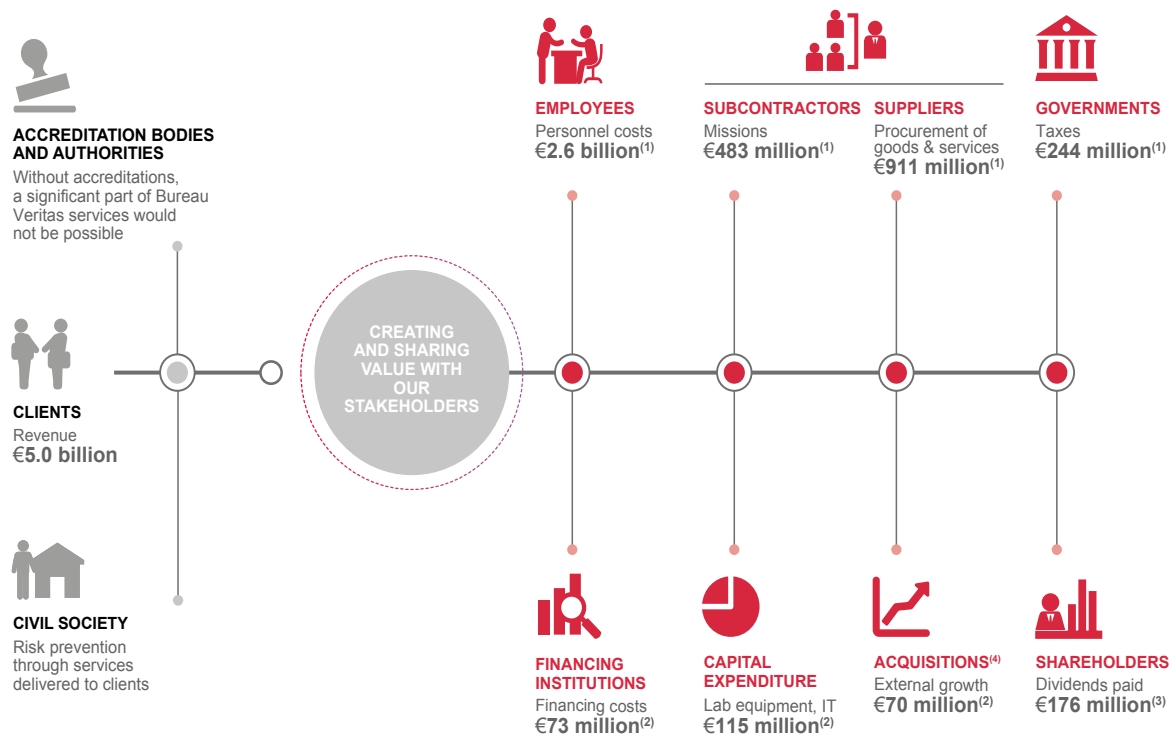 ACCREDITATION BODIES
AND AUTHORITIES
Without accreditations,
a significant part of Bureau
Veritas services would
not be possible
CLIENTS
Revenue
€5.0 billion
CIVIL SOCIETY
Risk prevention
through services
delivered to clients
CREATING
AND SHARING
VALUE WITH
OUR
STAKEHOLDERS
EMPLOYEES
Personnel costs
€2.6 billion(1)
SUBCONTRACTORS
Missions
€483 million(1)
SUPPLIERS
Procurement of
goods & services
€911 million(1)
GOVERNMENTS
Taxes
€244 million(1)
FINANCING
INSTITUTIONS
Financing costs
€73 million(2)
CAPITAL
EXPENDITURE
Lab equipment, IT
€115 million(2)
ACQUISITIONS(4)
External growth
€70 million(2)
SHAREHOLDERS
Dividends paid
€176 million(3)